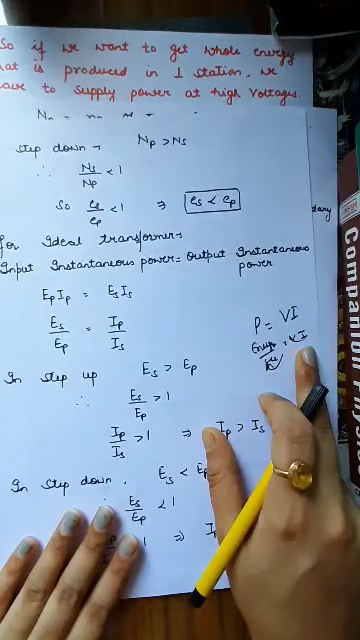 So if we want to get whole energy
that is produced in 1 station, we
have to supply power at high voltages.
step down → Np > Ns
∴ Ns/Np < 1
So es/ep < 1 ⇒ es < ep
for Ideal transformer→
Input Instantaneous power = Output Instantaneous
power
EpIp = EsIs
Es/Ep = Ip/Is
P = VI
In step up Es > Ep
∴ Es/Ep > 1
Ip/Is > 1 ⇒ Ip > Is
In step down. Es < Ep
∴ Es/Ep < 1
⇒
Companion